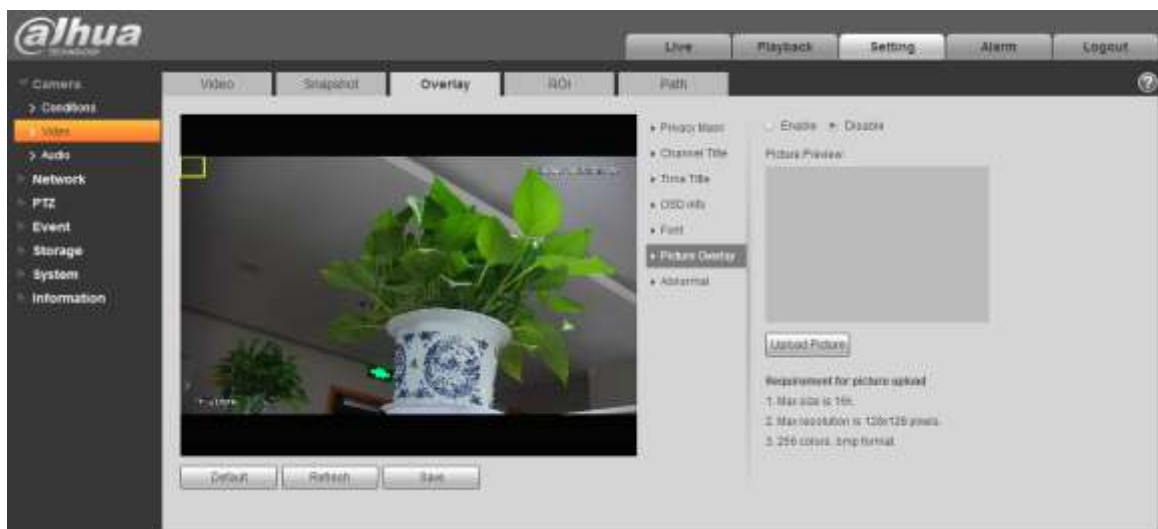 alhua
TECHNOLOGY
Live
Playback
Setting
Alarm
Logout
Camera
Conditions
Video
Audio
Network
PTZ
Event
Storage
System
Information
Video
Snapshot
Overlay
ROI
Path
Privacy Mask
Channel Title
Time Title
OSD Info
Font
Picture Overlay
Abnormal
Enable
Disable
Picture Preview:
Upload Picture
Requirement for picture upload
1. Max size is 16K.
2. Max resolution is 128x128 pixels.
3. 256 colors. bmp format.
Default
Refresh
Save